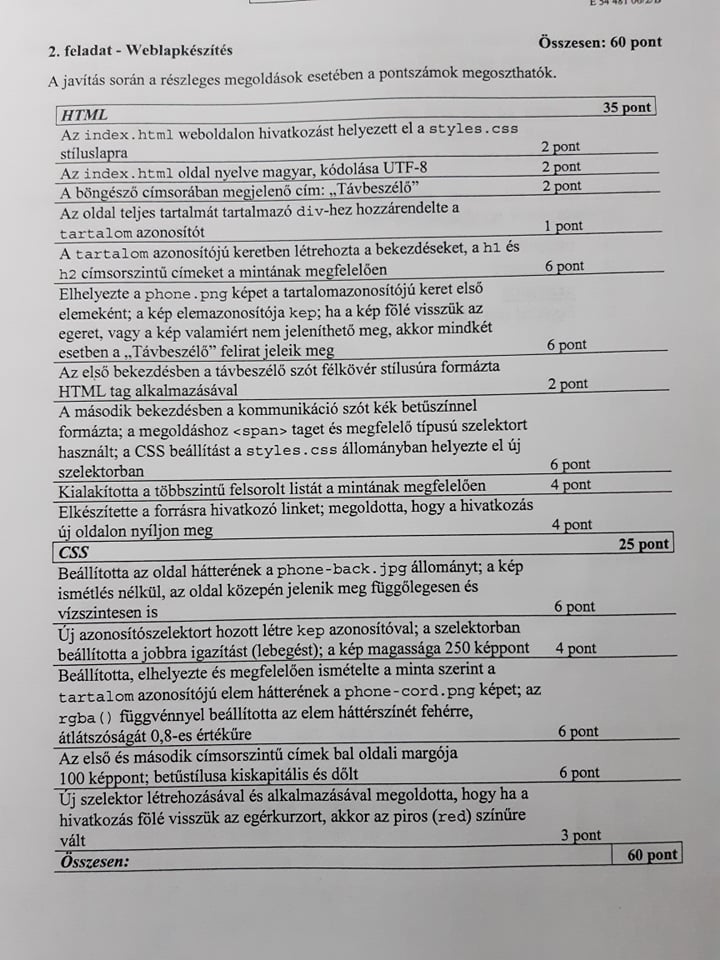 E 54 481 06/2/B
2. feladat - Weblapkészítés
Összesen: 60 pont
A javítás során a részleges megoldások esetében a pontszámok megoszthatók.
HTML 35 pont
Az index.html weboldalon hivatkozást helyezett el a styles.css
stíluslapra 2 pont
Az index.html oldal nyelve magyar, kódolása UTF-8 2 pont
A böngésző címsorában megjelenő cím: „Távbeszélő” 2 pont
Az oldal teljes tartalmát tartalmazó div-hez hozzárendelte a
tartalom azonosítót 1 pont
A tartalom azonosítójú keretben létrehozta a bekezdéseket, a h1 és
h2 címsorszintű címeket a mintának megfelelően 6 pont
Elhelyezte a phone.png képet a tartalomazonosítójú keret első
elemeként; a kép elemazonosítója kep; ha a kép fölé visszük az
egeret, vagy a kép valamiért nem jeleníthető meg, akkor mindkét
esetben a „Távbeszélő” felirat jeleik meg 6 pont
Az első bekezdésben a távbeszélő szót félkövér stílusúra formázta
HTML tag alkalmazásával 2 pont
A második bekezdésben a kommunikáció szót kék betűszínnel
formázta; a megoldáshoz <span> taget és megfelelő típusú szelektort
használt; a CSS beállítást a styles.css állományban helyezte el új
szelektorban 6 pont
Kialakította a többszintű felsorolt listát a mintának megfelelően 4 pont
Elkészítette a forrásra hivatkozó linket; megoldotta, hogy a hivatkozás
új oldalon nyíljon meg 4 pont
CSS 25 pont
Beállította az oldal hátterének a phone-back.jpg állományt; a kép
ismétlés nélkül, az oldal közepén jelenik meg függőlegesen és
vízszintesen is 6 pont
Új azonosítószelektort hozott létre kep azonosítóval; a szelektorban
beállította a jobbra igazítást (lebegést); a kép magassága 250 képpont 4 pont
Beállította, elhelyezte és megfelelően ismételte a minta szerint a
tartalom azonosítójú elem hátterének a phone-cord.png képet; az
rgba() függvénnyel beállította az elem háttérszínét fehérre,
átlátszóságát 0,8-es értékűre 6 pont
Az első és második címsorszintű címek bal oldali margója
100 képpont; betűstílusa kiskapitális és dőlt 6 pont
Új szelektor létrehozásával és alkalmazásával megoldotta, hogy ha a
hivatkozás fölé visszük az egérkurzort, akkor az piros (red) színűre
vált 3 pont
Összesen: 60 pont